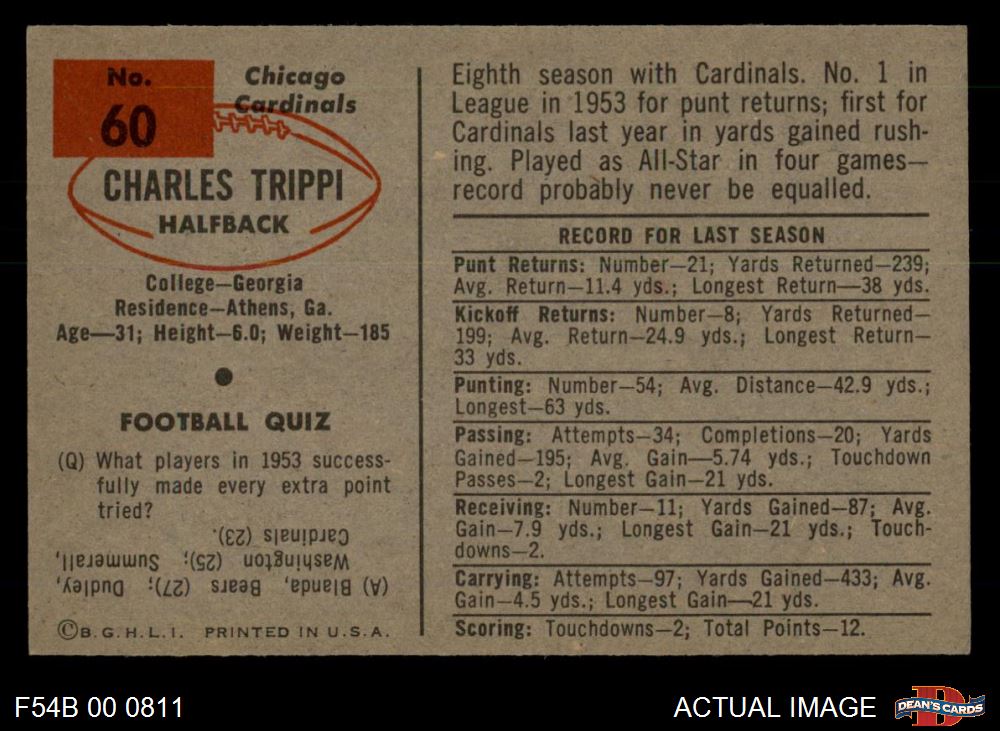 No.
60
Chicago
Cardinals
CHARLES TRIPPI
HALFBACK
College—Georgia
Residence—Athens, Ga.
Age—31; Height—6.0; Weight—185
FOOTBALL QUIZ
(Q) What players in 1953 success-
fully made every extra point
tried?
(A) Blanda, Bears (27); Dudley,
Washington (25); Summerall,
Cardinals (23).
©B.G.H.L.I. PRINTED IN U.S.A.
Eighth season with Cardinals. No. 1 in
League in 1953 for punt returns; first for
Cardinals last year in yards gained rush-
ing. Played as All-Star in four games—
record probably never be equalled.
RECORD FOR LAST SEASON
Punt Returns: Number—21; Yards Returned—239;
Avg. Return—11.4 yds.; Longest Return—38 yds.
Kickoff Returns: Number—8; Yards Returned—
199; Avg. Return—24.9 yds.; Longest Return—
33 yds.
Punting: Number—54; Avg. Distance—42.9 yds.;
Longest—63 yds.
Passing: Attempts—34; Completions—20; Yards
Gained—195; Avg. Gain—5.74 yds.; Touchdown
Passes—2; Longest Gain—21 yds.
Receiving: Number—11; Yards Gained—87; Avg.
Gain—7.9 yds.; Longest Gain—21 yds.; Touch-
downs—2.
Carrying: Attempts—97; Yards Gained—433; Avg.
Gain—4.5 yds.; Longest Gain—21 yds.
Scoring: Touchdowns—2; Total Points—12.
F54B 00 0811
ACTUAL IMAGE
D
DEAN'S CARDS